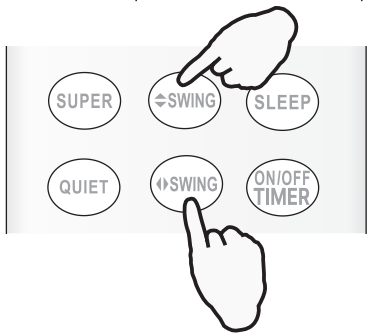 SUPER
SWING
SLEEP
QUIET
SWING
ON/OFF
TIMER